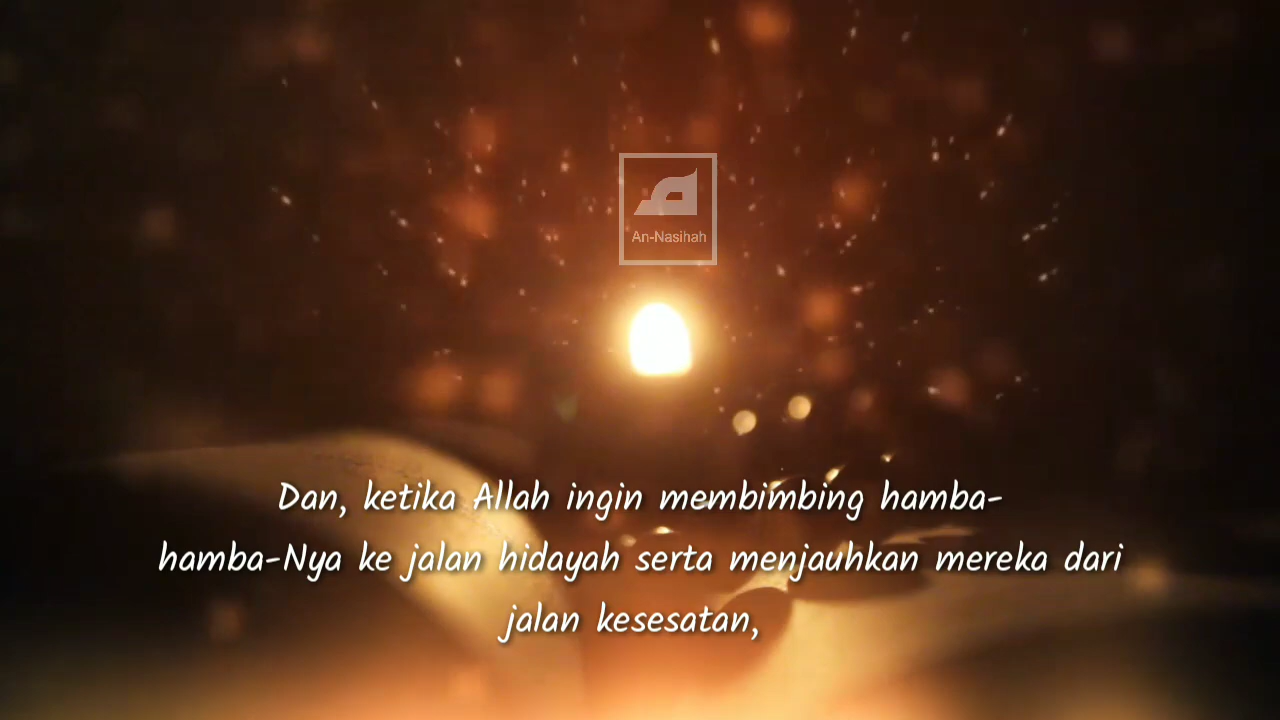 An-Nasihah
Dan, ketika Allah ingin membimbing hamba-
hamba-Nya ke jalan hidayah serta menjauhkan mereka dari
jalan kesesatan,